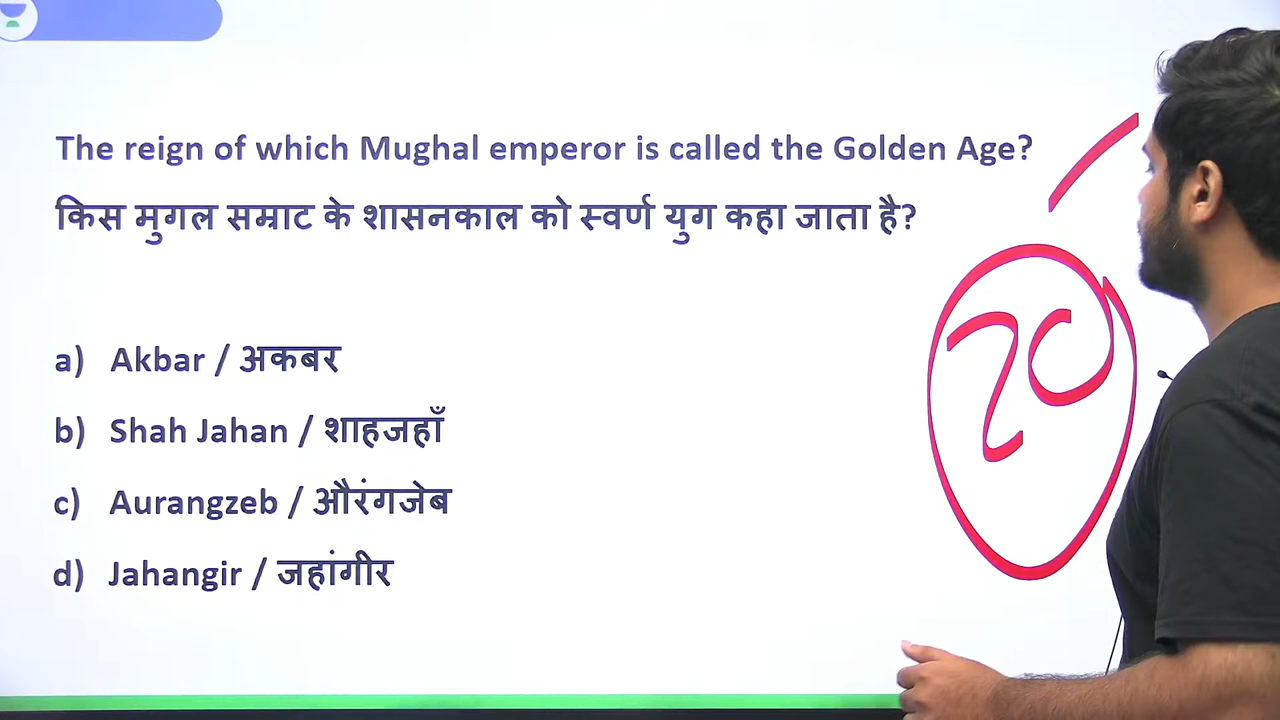 The reign of which Mughal emperor is called the Golden Age?
किस मुगल सम्राट के शासनकाल को स्वर्ण युग कहा जाता है?
a) Akbar / अकबर
b) Shah Jahan / शाहजहाँ
c) Aurangzeb / औरंगजेब
d) Jahangir / जहांगीर